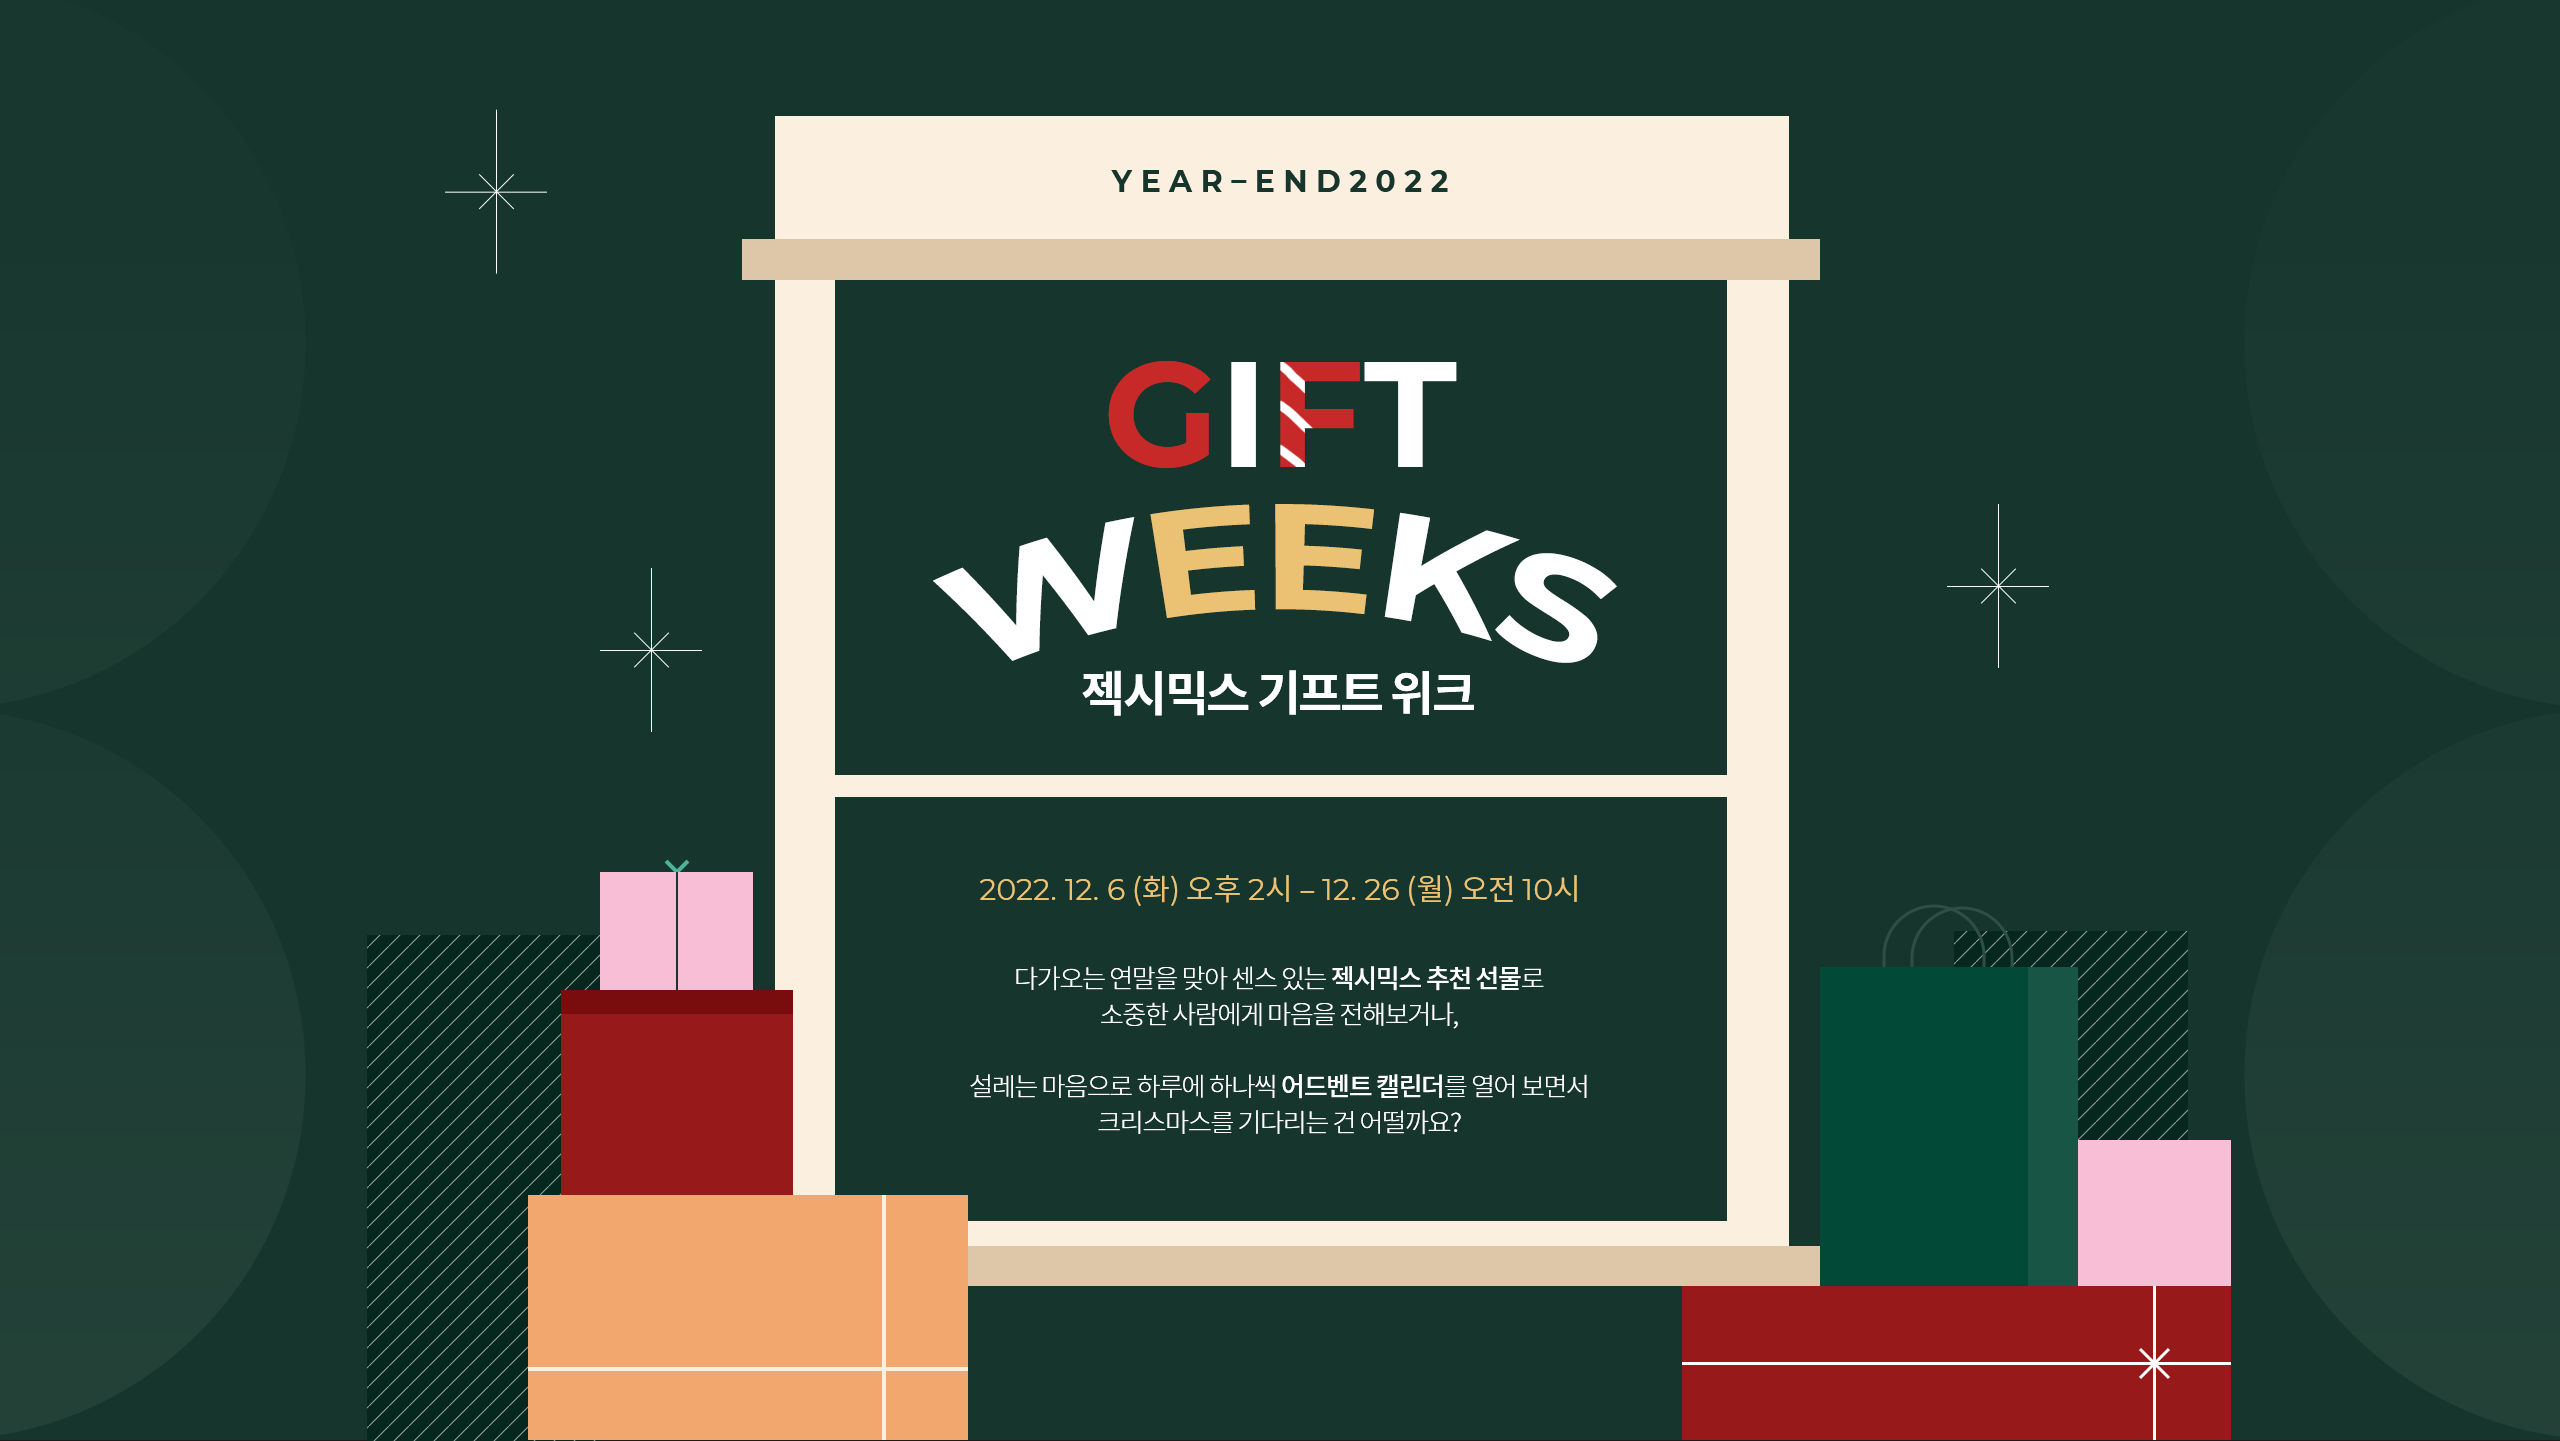 YEAR-END2022
GIFT
WEEKS
젝시믹스 기프트 위크
2022. 12. 6 (화) 오후 2시 – 12. 26 (월) 오전 10시
다가오는 연말을 맞아 센스 있는 젝시믹스 추천 선물로
소중한 사람에게 마음을 전해보거나,
설레는 마음으로 하루에 하나씩 어드벤트 캘린더를 열어 보면서
크리스마스를 기다리는 건 어떨까요?